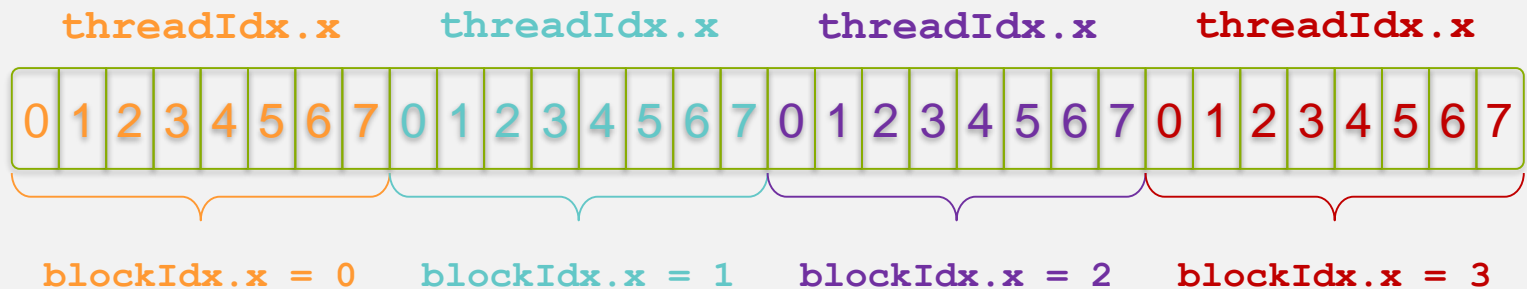 threadIdx.x threadIdx.x threadIdx.x threadIdx.x
0 1 2 3 4 5 6 7 0 1 2 3 4 5 6 7 0 1 2 3 4 5 6 7 0 1 2 3 4 5 6 7
blockIdx.x = 0 blockIdx.x = 1 blockIdx.x = 2 blockIdx.x = 3